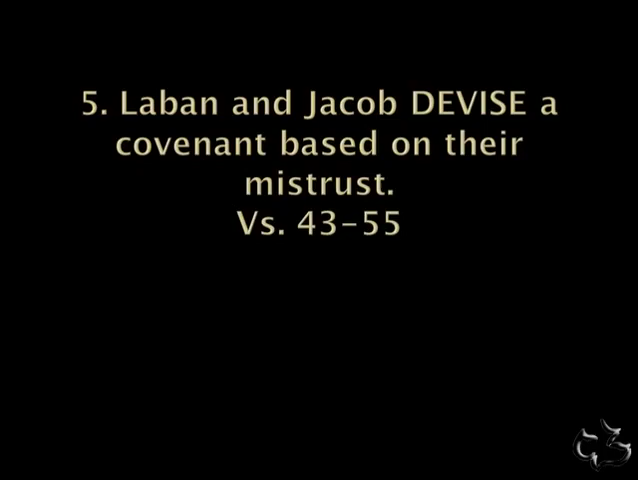 5. Laban and Jacob DEVISE a
covenant based on their
mistrust.
Vs. 43-55